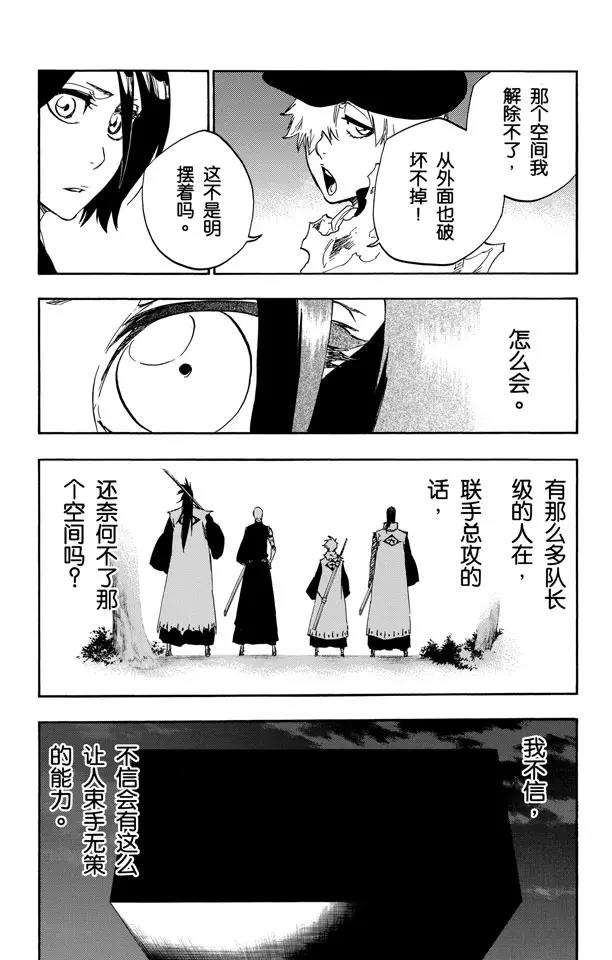 那个空间我
解除不了，
从外面也破
坏不掉！
这不是明
摆着吗。
怎么会。
有那么多队长
级的人在，
联手总攻的
话，
还奈何不了那
个空间吗？
我不信，
不信会有这么
让人束手无策
的能力。